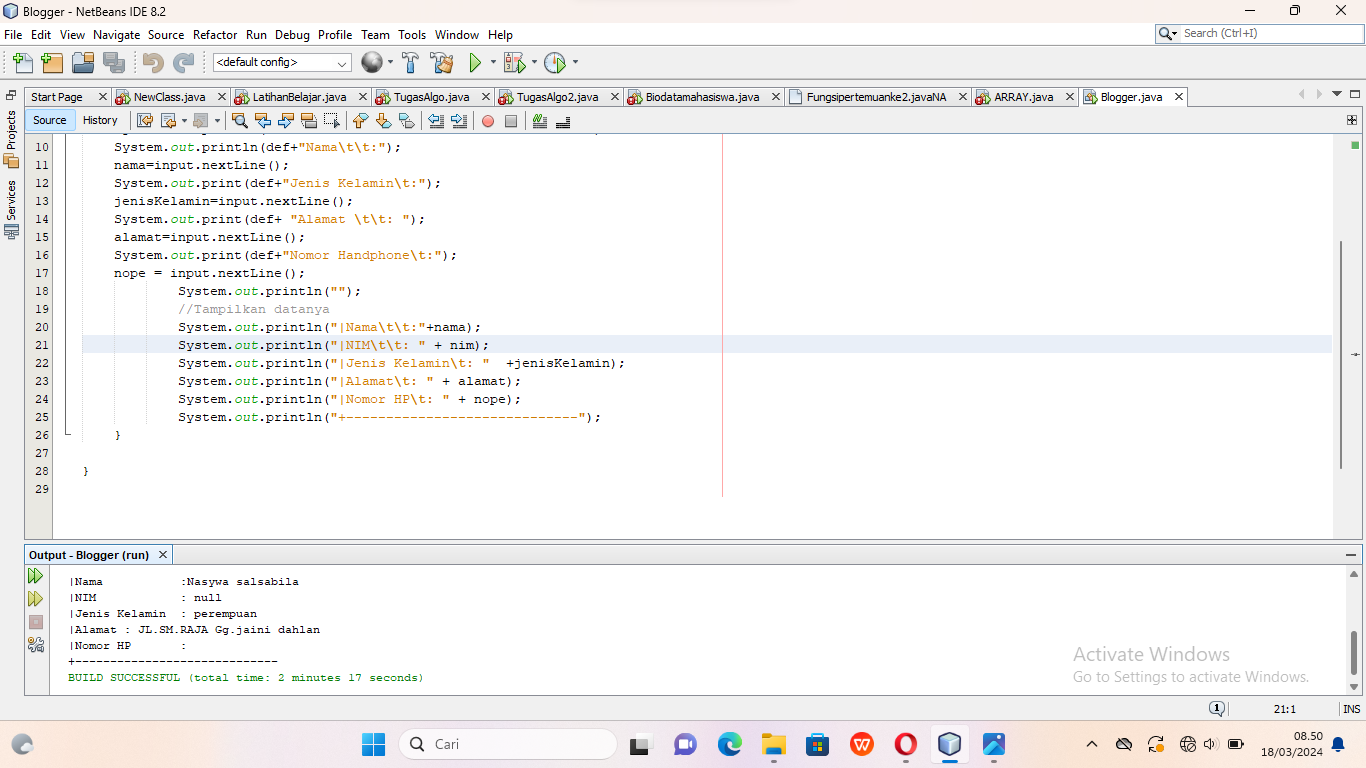 Blogger - NetBeans IDE 8.2
File Edit View Navigate Source Refactor Run Debug Profile Team Tools Window Help
Search (Ctrl+I)
<default config>
Start Page
NewClass.java
LatihanBelajar.java
TugasAlgo.java
TugasAlgo2.java
Biodatamahasiswa.java
Fungsipertemuanke2.javaNA
ARRAY.java
Blogger.java
Projects
Services
Source History
10 System.out.println(def+"Nama\t\t:");
11 nama=input.nextLine();
12 System.out.print(def+"Jenis Kelamin\t:");
13 jenisKelamin=input.nextLine();
14 System.out.print(def+ "Alamat \t\t: ");
15 alamat=input.nextLine();
16 System.out.print(def+"Nomor Handphone\t:");
17 nope = input.nextLine();
18 System.out.println("");
19 //Tampilkan datanya
20 System.out.println("|Nama\t\t:"+nama);
21 System.out.println("|NIM\t\t: " + nim);
22 System.out.println("|Jenis Kelamin\t: "  +jenisKelamin);
23 System.out.println("|Alamat\t: " + alamat);
24 System.out.println("|Nomor HP\t: " + nope);
25 System.out.println("+-----------------------------");
26 }
27
28 }
29
Output - Blogger (run)
|Nama :Nasywa salsabila
|NIM : null
|Jenis Kelamin : perempuan
|Alamat : JL.SM.RAJA Gg.jaini dahlan
|Nomor HP :
+-----------------------------
BUILD SUCCESSFUL (total time: 2 minutes 17 seconds)
Activate Windows
Go to Settings to activate Windows.
1
21:1
INS
Cari
08.50
18/03/2024